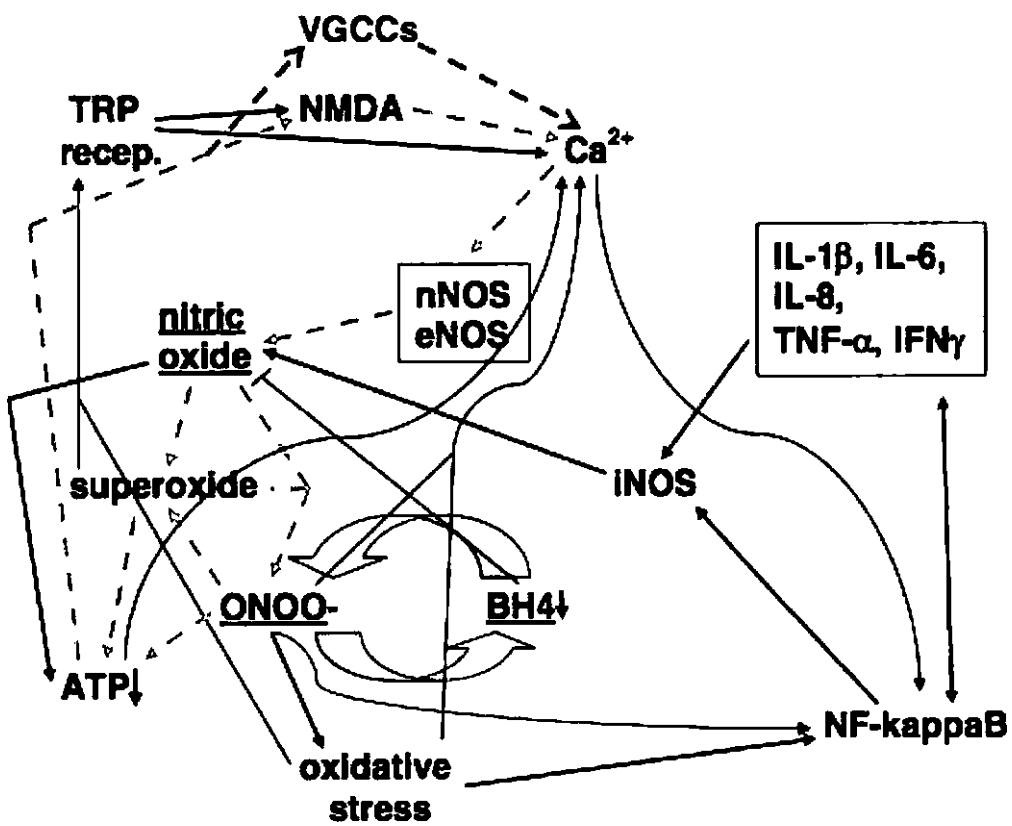 VGCCs
TRP
recep.
NMDA
Ca²⁺
IL-1β, IL-6,
IL-8,
TNF-α, IFNγ
nNOS
eNOS
nitric
oxide
superoxide
iNOS
ONOO-
BH4↓
ATP↓
NF-kappaB
oxidative
stress